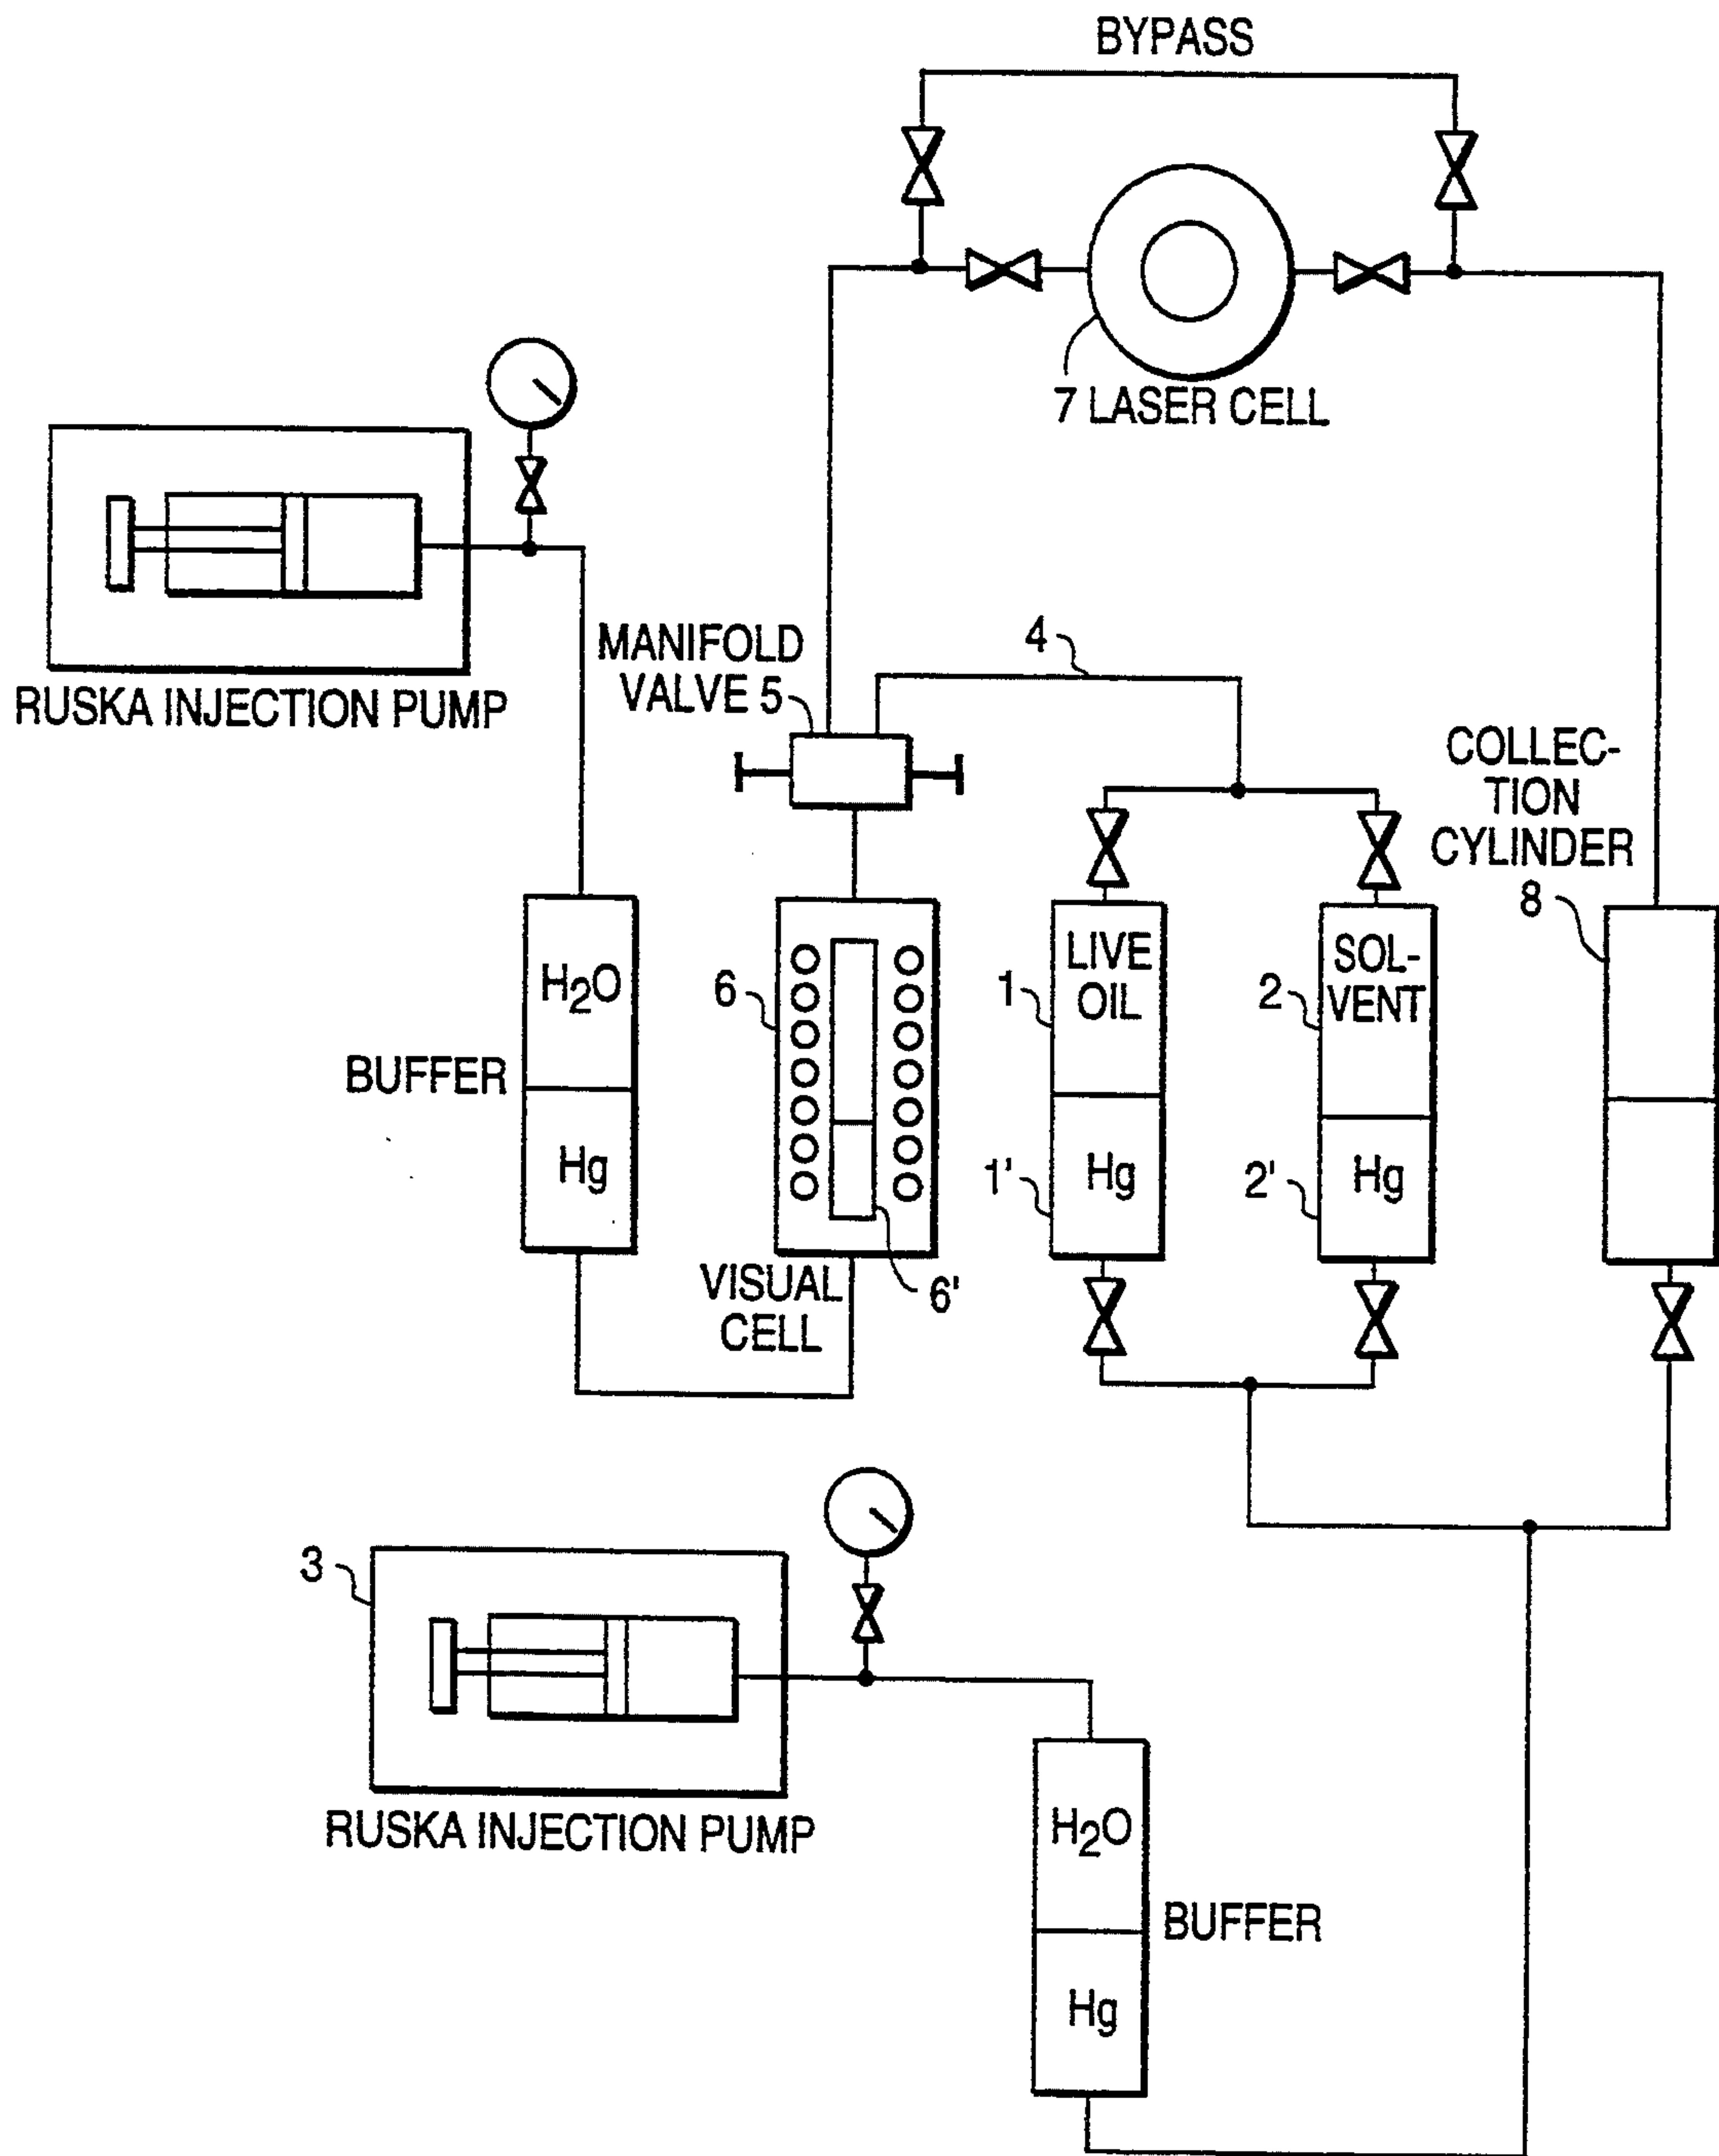 BYPASS
7 LASER CELL
RUSKA INJECTION PUMP
MANIFOLD
VALVE 5
4
COLLEC-
TION
CYLINDER
8
H2O
BUFFER
Hg
6
VISUAL
CELL
6'
1
LIVE
OIL
1'
Hg
2
SOL-
VENT
2'
Hg
3
RUSKA INJECTION PUMP
H2O
BUFFER
Hg